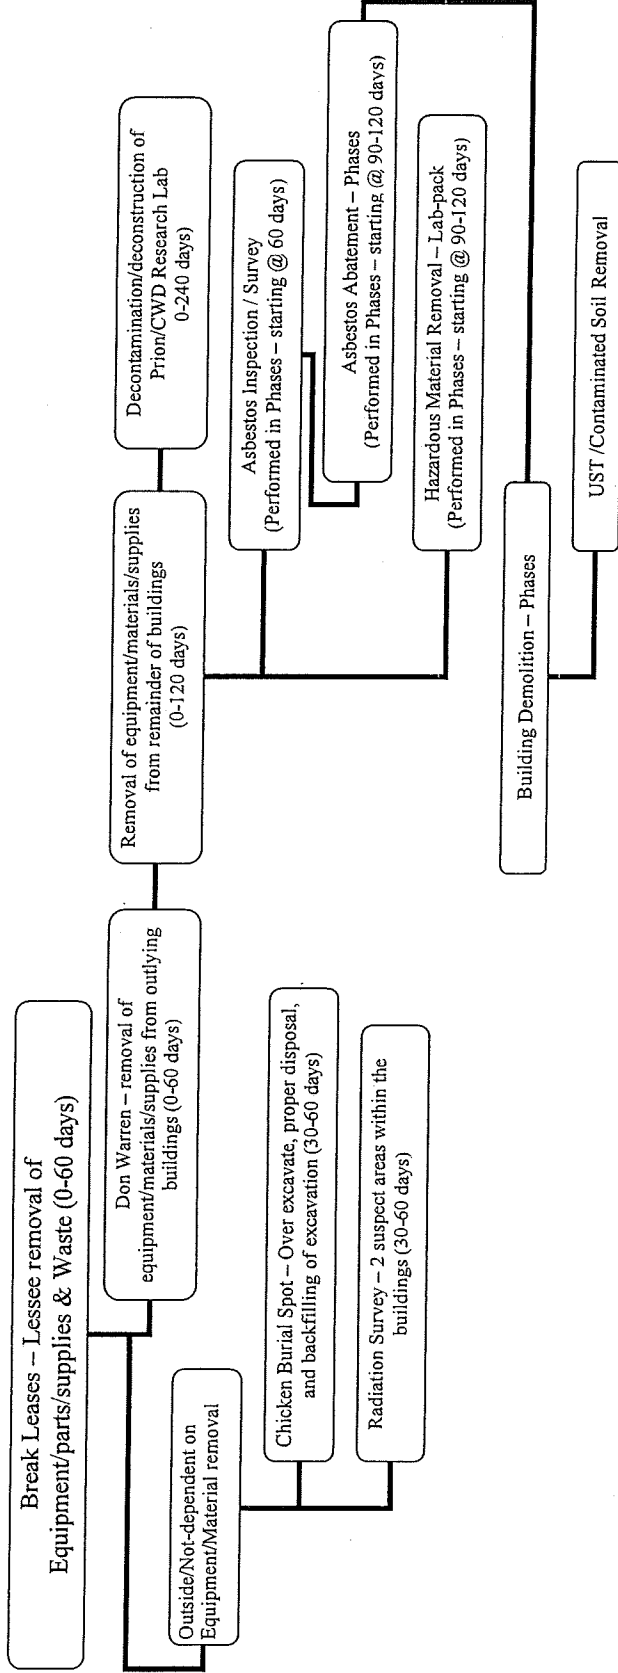 Break Leases – Lessee removal of
Equipment/parts/supplies & Waste (0-60 days)
Don Warren – removal of
equipment/materials/supplies from outlying
buildings (0-60 days)
Removal of equipment/materials/supplies
from remainder of buildings
(0-120 days)
Decontamination/deconstruction of
Prion/CWD Research Lab
0-240 days)
Outside/Not-dependent on
Equipment/Material removal
Chicken Burial Spot – Over excavate, proper disposal,
and backfilling of excavation (30-60 days)
Radiation Survey – 2 suspect areas within the
buildings (30-60 days)
Asbestos Inspection / Survey
(Performed in Phases – starting @ 60 days)
Asbestos Abatement – Phases
(Performed in Phases – starting @ 90-120 days)
Hazardous Material Removal – Lab-pack
(Performed in Phases – starting @ 90-120 days)
Building Demolition – Phases
UST /Contaminated Soil Removal